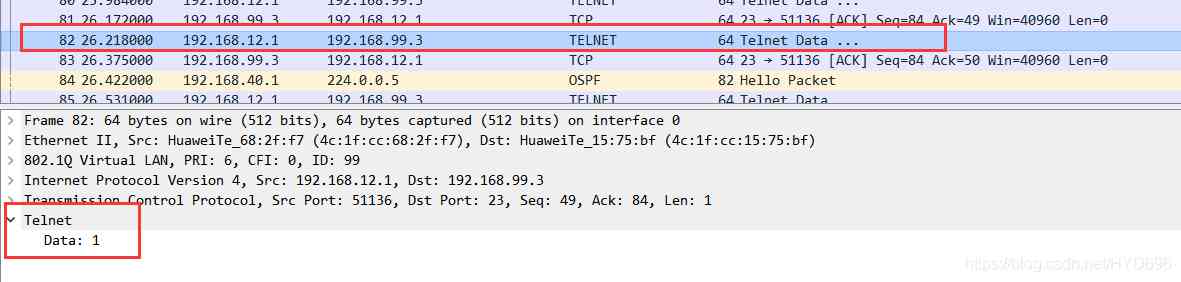 80 25.984000 192.168.12.1 192.168.99.3 TELNET 64 Telnet Data ...
81 26.172000 192.168.99.3 192.168.12.1 TCP 64 23 → 51136 [ACK] Seq=84 Ack=49 Win=40960 Len=0
82 26.218000 192.168.12.1 192.168.99.3 TELNET 64 Telnet Data ...
83 26.375000 192.168.99.3 192.168.12.1 TCP 64 23 → 51136 [ACK] Seq=84 Ack=50 Win=40960 Len=0
84 26.422000 192.168.40.1 224.0.0.5 OSPF 82 Hello Packet
85 26.531000 192.168.12.1 192.168.99.3 TELNET 64 Telnet Data
Frame 82: 64 bytes on wire (512 bits), 64 bytes captured (512 bits) on interface 0
Ethernet II, Src: HuaweiTe_68:2f:f7 (4c:1f:cc:68:2f:f7), Dst: HuaweiTe_15:75:bf (4c:1f:cc:15:75:bf)
802.1Q Virtual LAN, PRI: 6, CFI: 0, ID: 99
Internet Protocol Version 4, Src: 192.168.12.1, Dst: 192.168.99.3
Transmission Control Protocol, Src Port: 51136, Dst Port: 23, Seq: 49, Ack: 84, Len: 1
Telnet
Data: 1
https://blog.csdn.net/HYD696